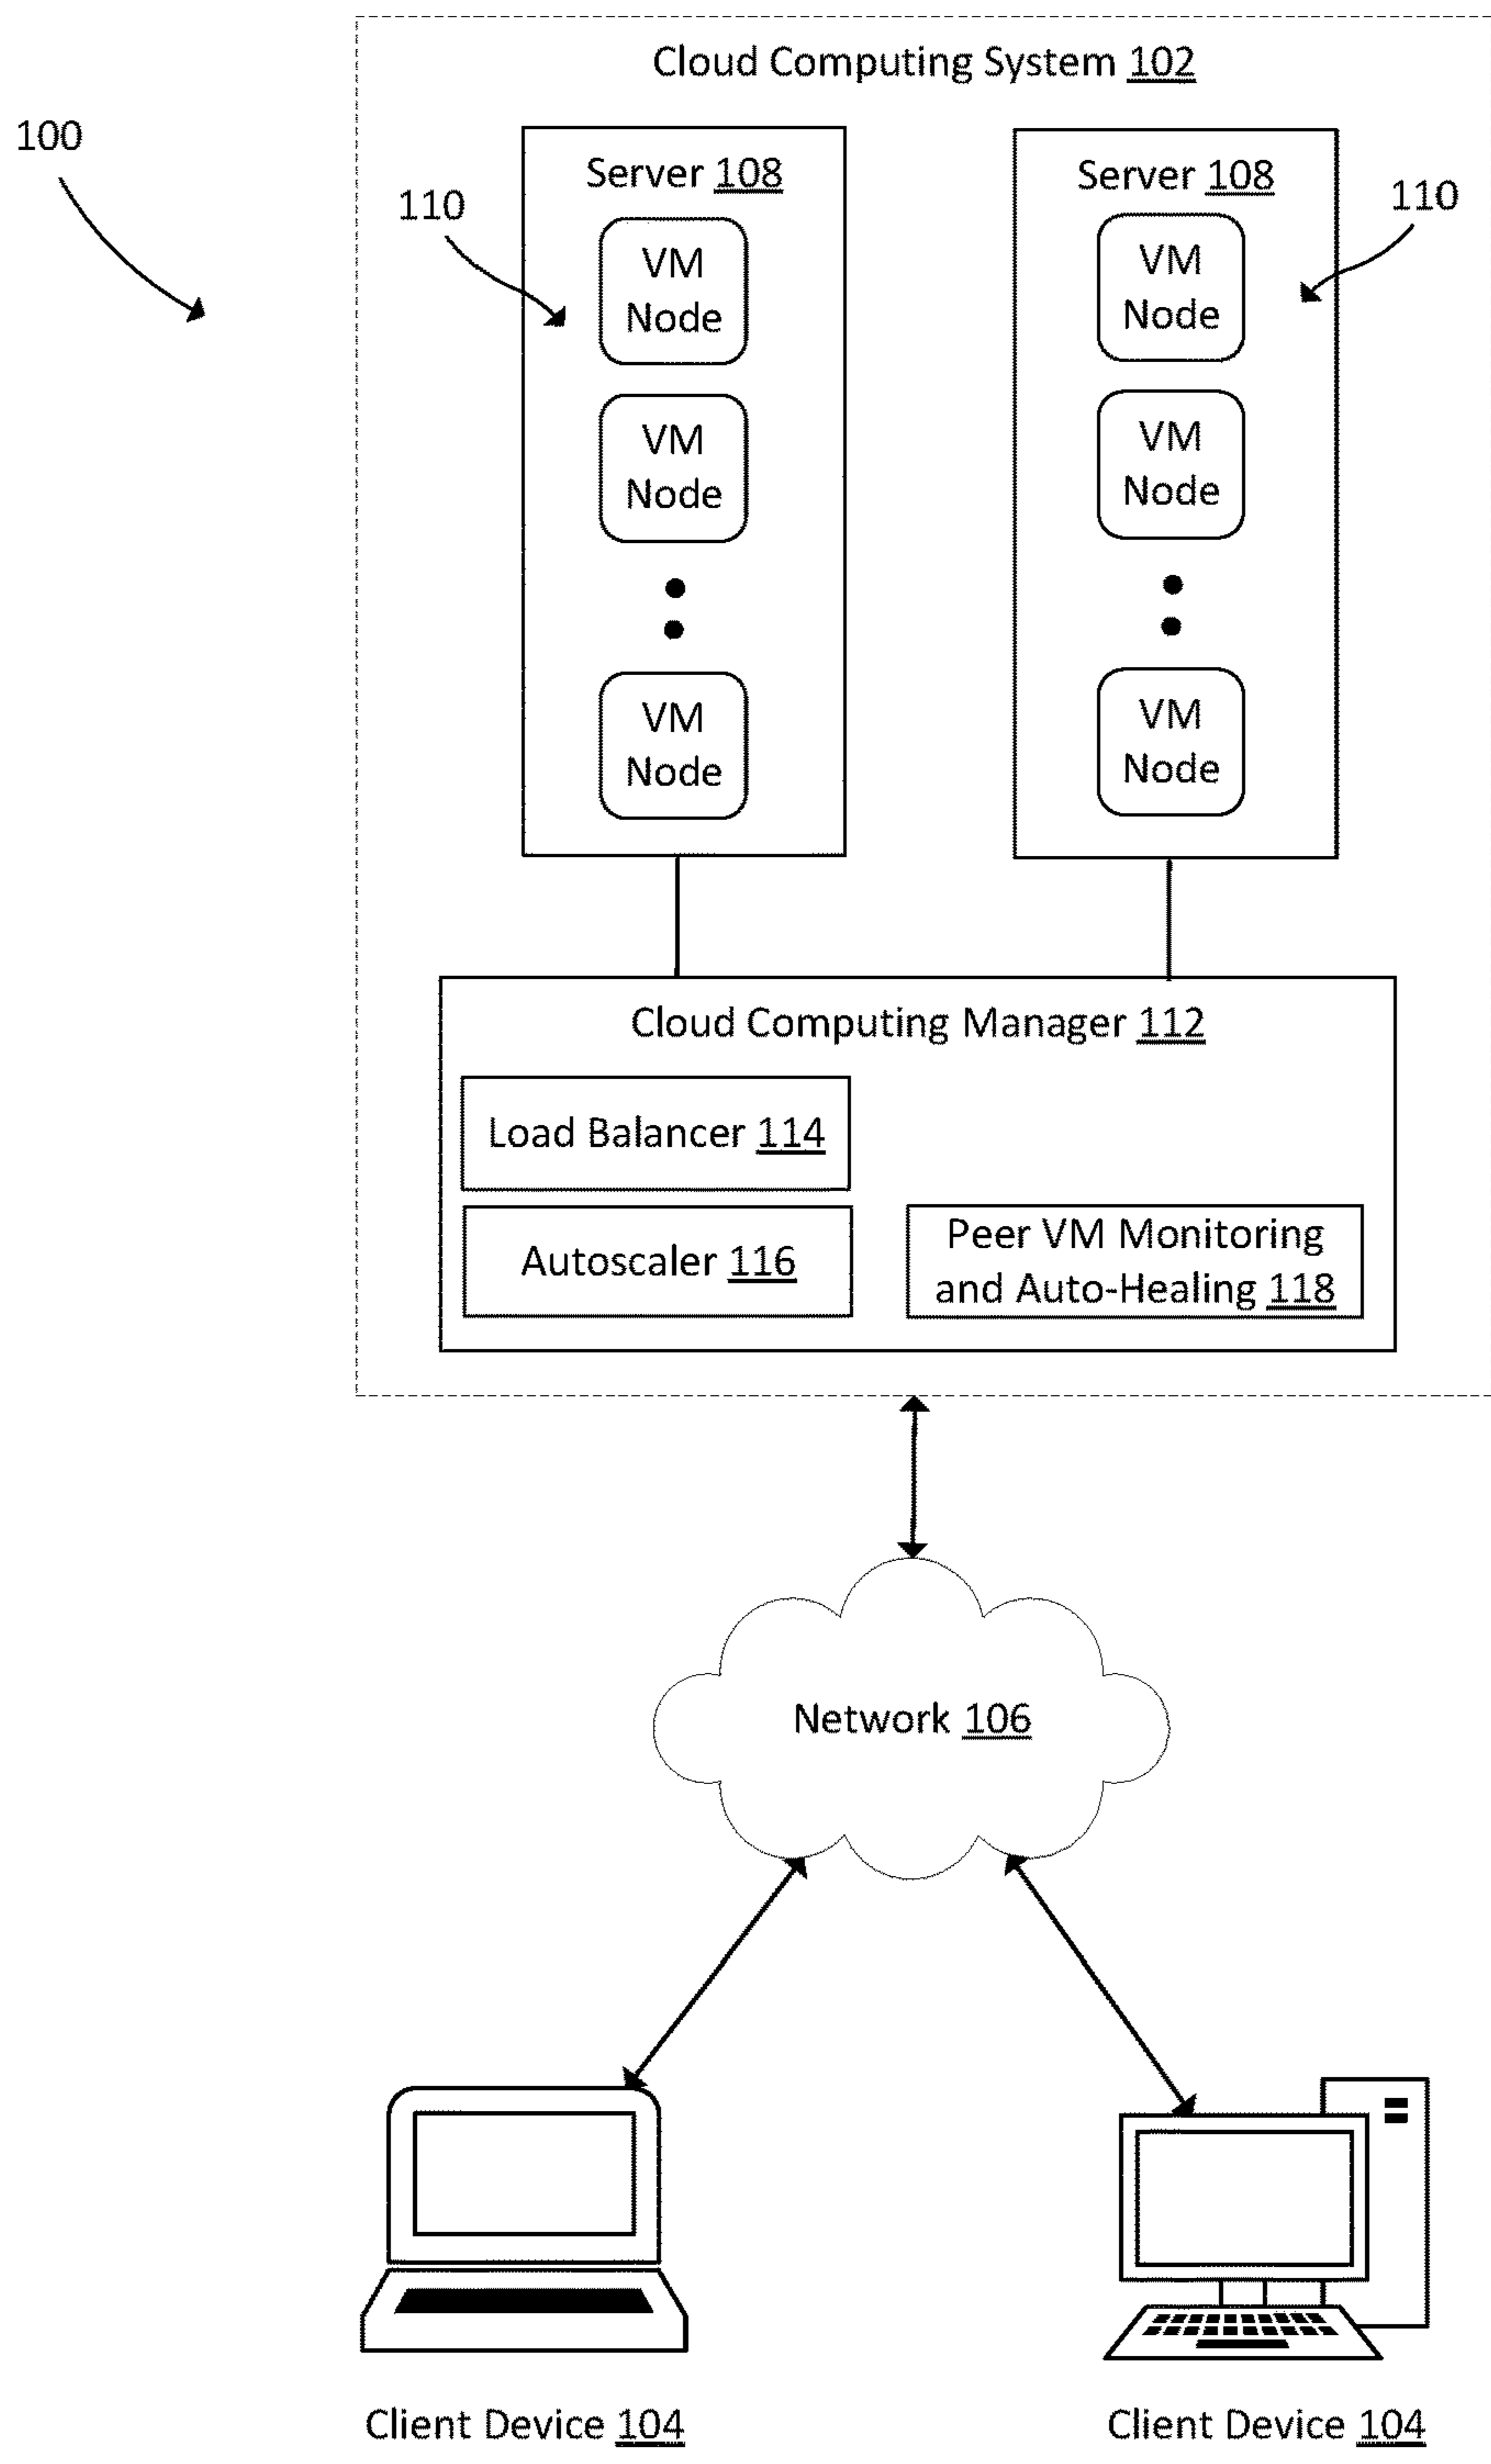 Cloud Computing System 102
100
Server 108
Server 108
110
110
VM
Node
VM
Node
VM
Node
VM
Node
VM
Node
VM
Node
Cloud Computing Manager 112
Load Balancer 114
Autoscaler 116
Peer VM Monitoring
and Auto-Healing 118
Network 106
Client Device 104
Client Device 104